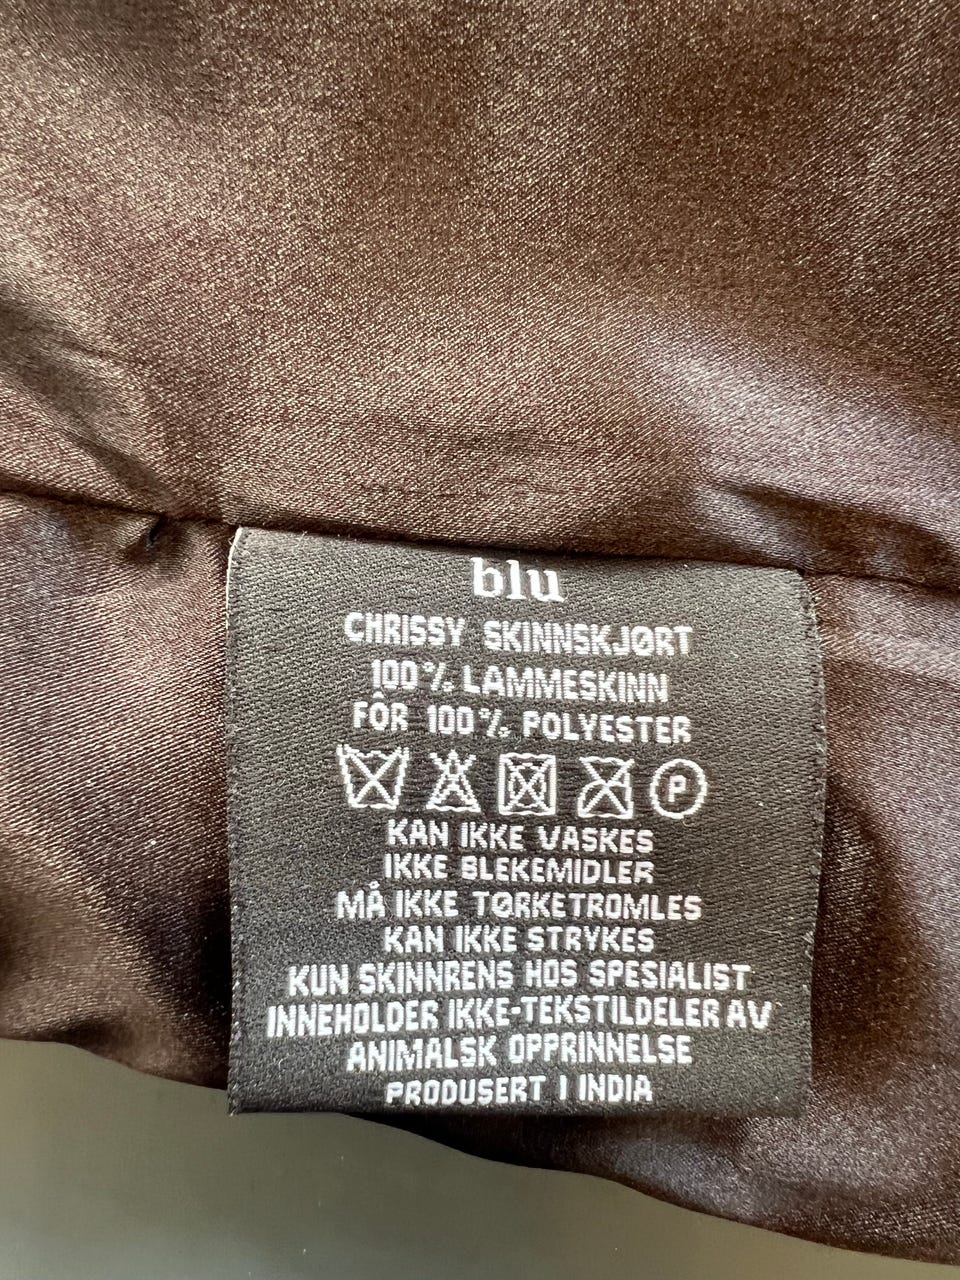 blu
CHRISSY SKINNSKJØRT
100% LAMMESKINN
FÔR 100% POLYESTER
P
KAN IKKE VASKES
IKKE BLEKEMIDLER
MÅ IKKE TØRKETROMLES
KAN IKKE STRYKES
KUN SKINNRENS HOS SPESIALIST
INNEHOLDER IKKE-TEKSTILDELER AV
ANIMALSK OPPRINNELSE
PRODUSERT I INDIA